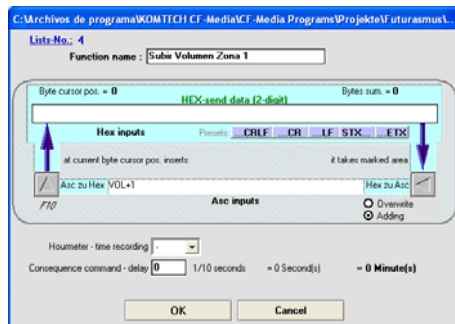 C:\Archivos de programa\KOMTECH CF-Media\CF-Media Programs\Projekte\Futurasmus\...
Lists-No.: 4
Function name : Subir Volumen Zona 1
Byte cursor pos. = 0 HEX-send data (2-digit) Bytes sum. = 0
Hex inputs Presets: ...CRLF ...CR ...LF STX... ...ETX
at current byte cursor pos. inserts it takes marked area
Asc zu Hex VOL+1 Hex zu Asc
F10 Asc inputs Overwrite
Adding
Hourmeter - time recording -
Consequence command - delay 0 1/10 seconds = 0 Second(s) = 0 Minute(s)
OK Cancel